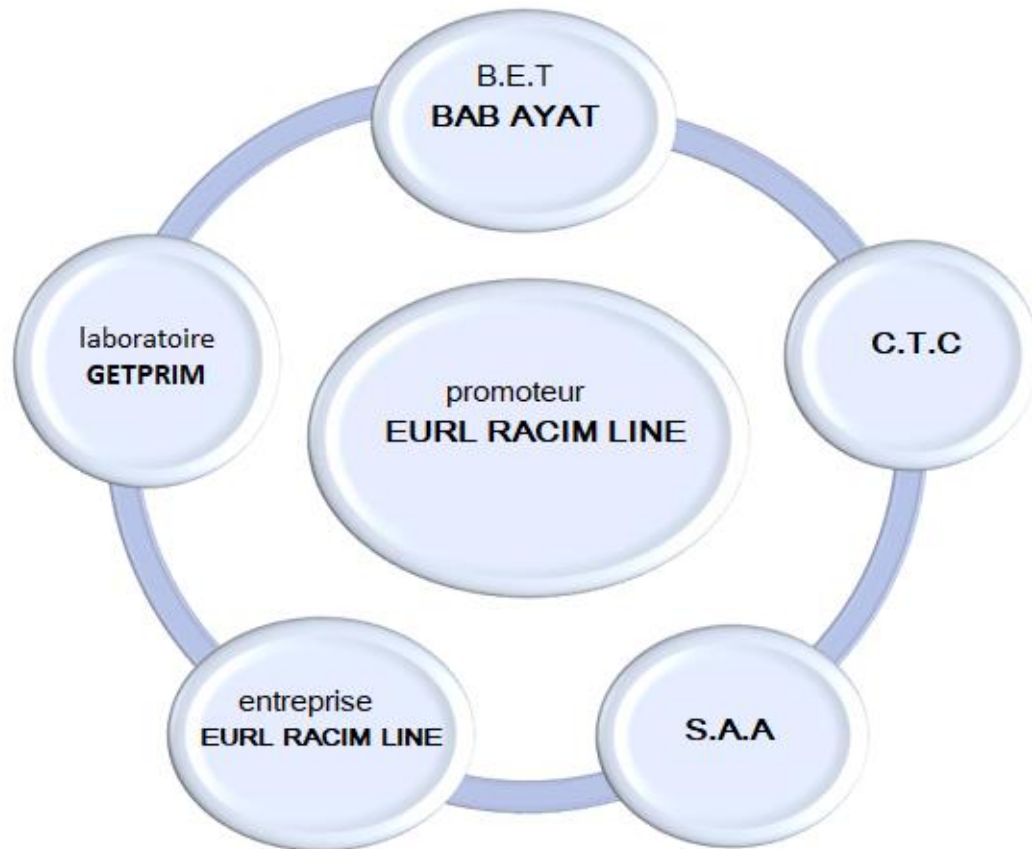 B.E.T
BAB AYAT
laboratoire
GETPRIM
C.T.C
promoteur
EURL RACIM LINE
entreprise
EURL RACIM LINE
S.A.A